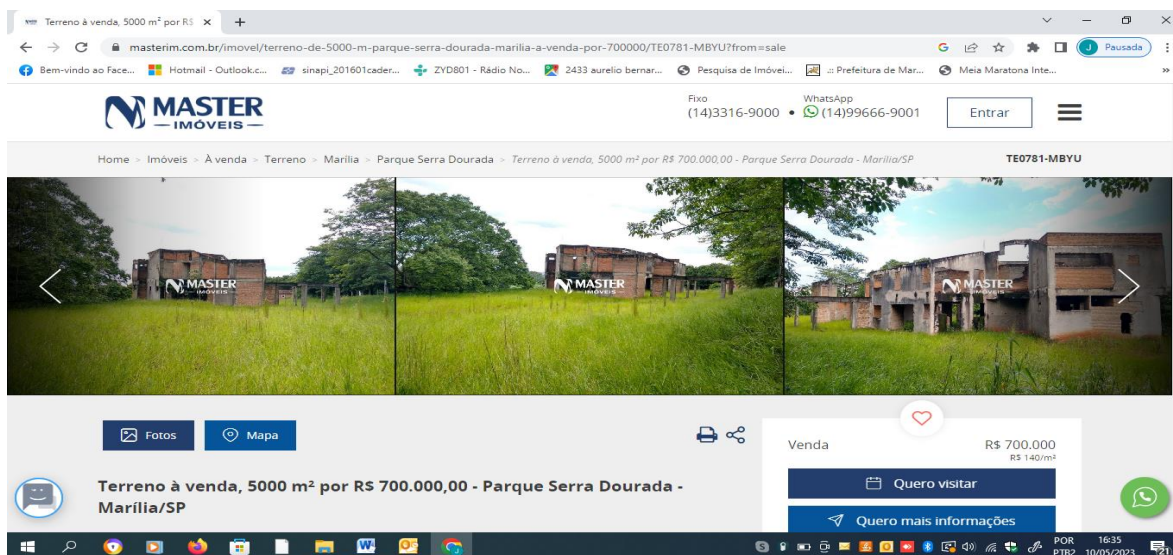 Terreno à venda, 5000 m² por R$
masterim.com.br/imovel/terreno-de-5000-m-parque-serra-dourada-marilia-a-venda-por-700000/TE0781-MBYU?from=sale
Pausada
Bem-vindo ao Face... Hotmail - Outlook.c... sinapi_201601cader... ZYD801 - Rádio No... 2433 aurelio bernar... Pesquisa de Imóvei... .:: Prefeitura de Mar... Meia Maratona Inte... »
MASTER
IMÓVEIS
Fixo WhatsApp
(14)3316-9000 • (14)99666-9001
Entrar
Home > Imóveis > À venda > Terreno > Marília > Parque Serra Dourada > Terreno à venda, 5000 m² por R$ 700.000,00 - Parque Serra Dourada - Marília/SP
TE0781-MBYU
MASTER
IMÓVEIS
MASTER
IMÓVEIS
MASTER
IMÓVEIS
Fotos
Mapa
Venda R$ 700.000
R$ 140/m²
Quero visitar
Quero mais informações
Terreno à venda, 5000 m² por R$ 700.000,00 - Parque Serra Dourada -
Marília/SP
POR 16:35
PTB2 10/05/2023